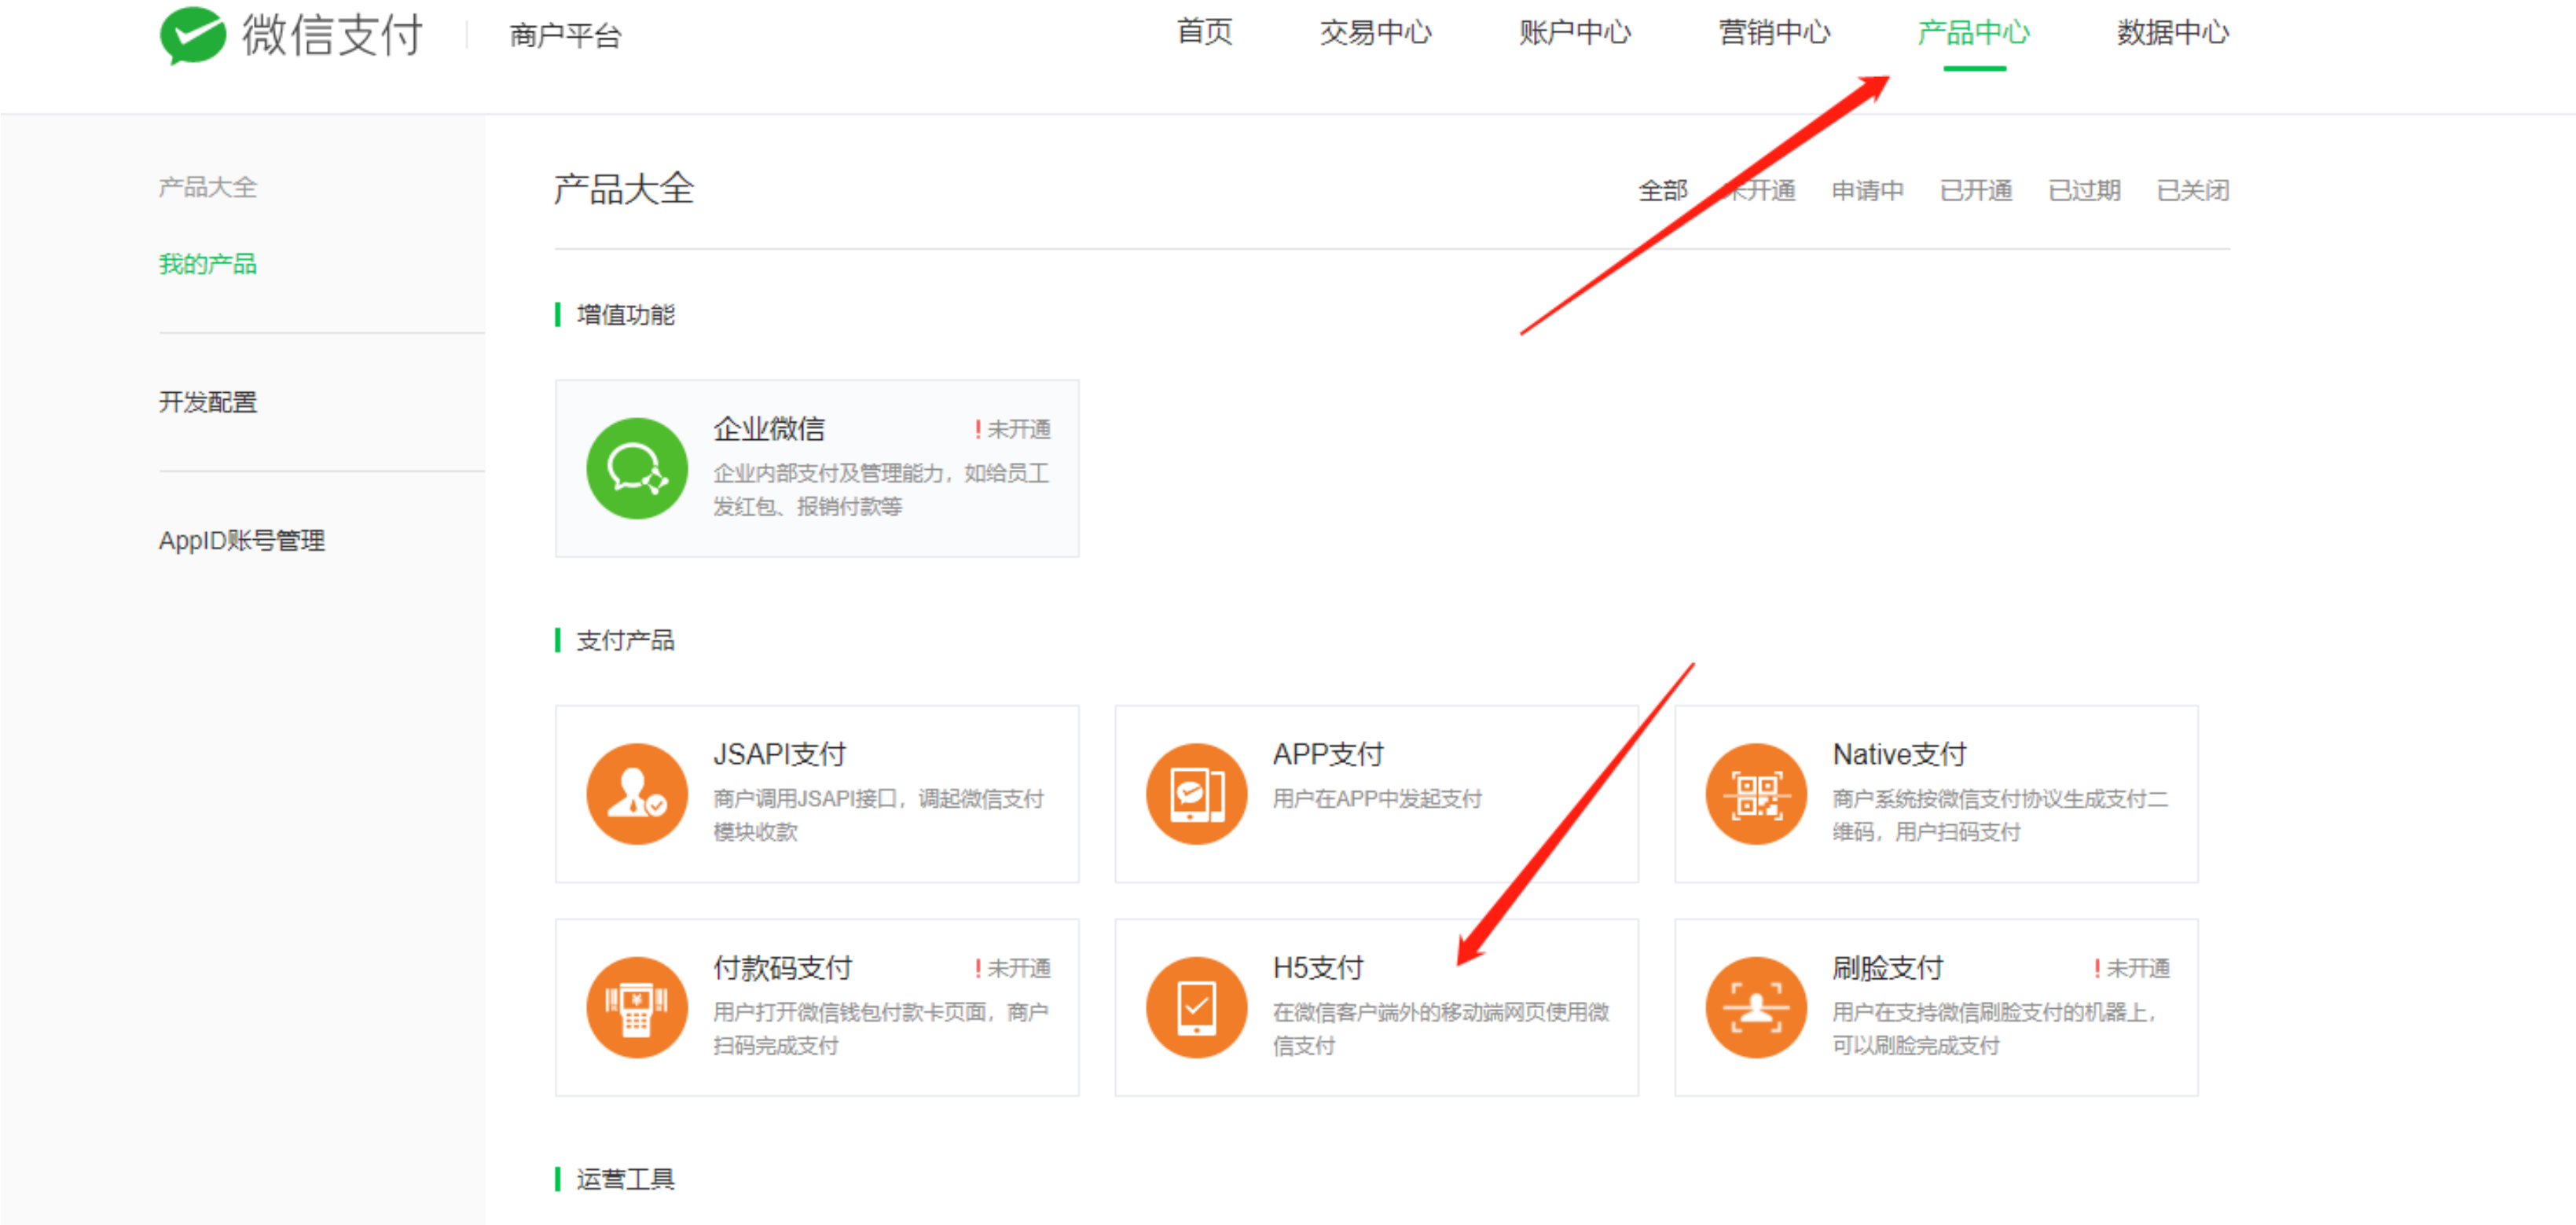 微信支付
商户平台
首页
交易中心
账户中心
营销中心
产品中心
数据中心
产品大全
我的产品
开发配置
AppID账号管理
产品大全
全部
未开通
申请中
已开通
已过期
已关闭
增值功能
企业微信
!未开通
企业内部支付及管理能力，如给员工
发红包、报销付款等
支付产品
JSAPI支付
商户调用JSAPI接口，调起微信支付
模块收款
APP支付
用户在APP中发起支付
Native支付
商户系统按微信支付协议生成支付二
维码，用户扫码支付
付款码支付
!未开通
用户打开微信钱包付款卡页面，商户
扫码完成支付
H5支付
在微信客户端外的移动端网页使用微
信支付
刷脸支付
!未开通
用户在支持微信刷脸支付的机器上，
可以刷脸完成支付
运营工具